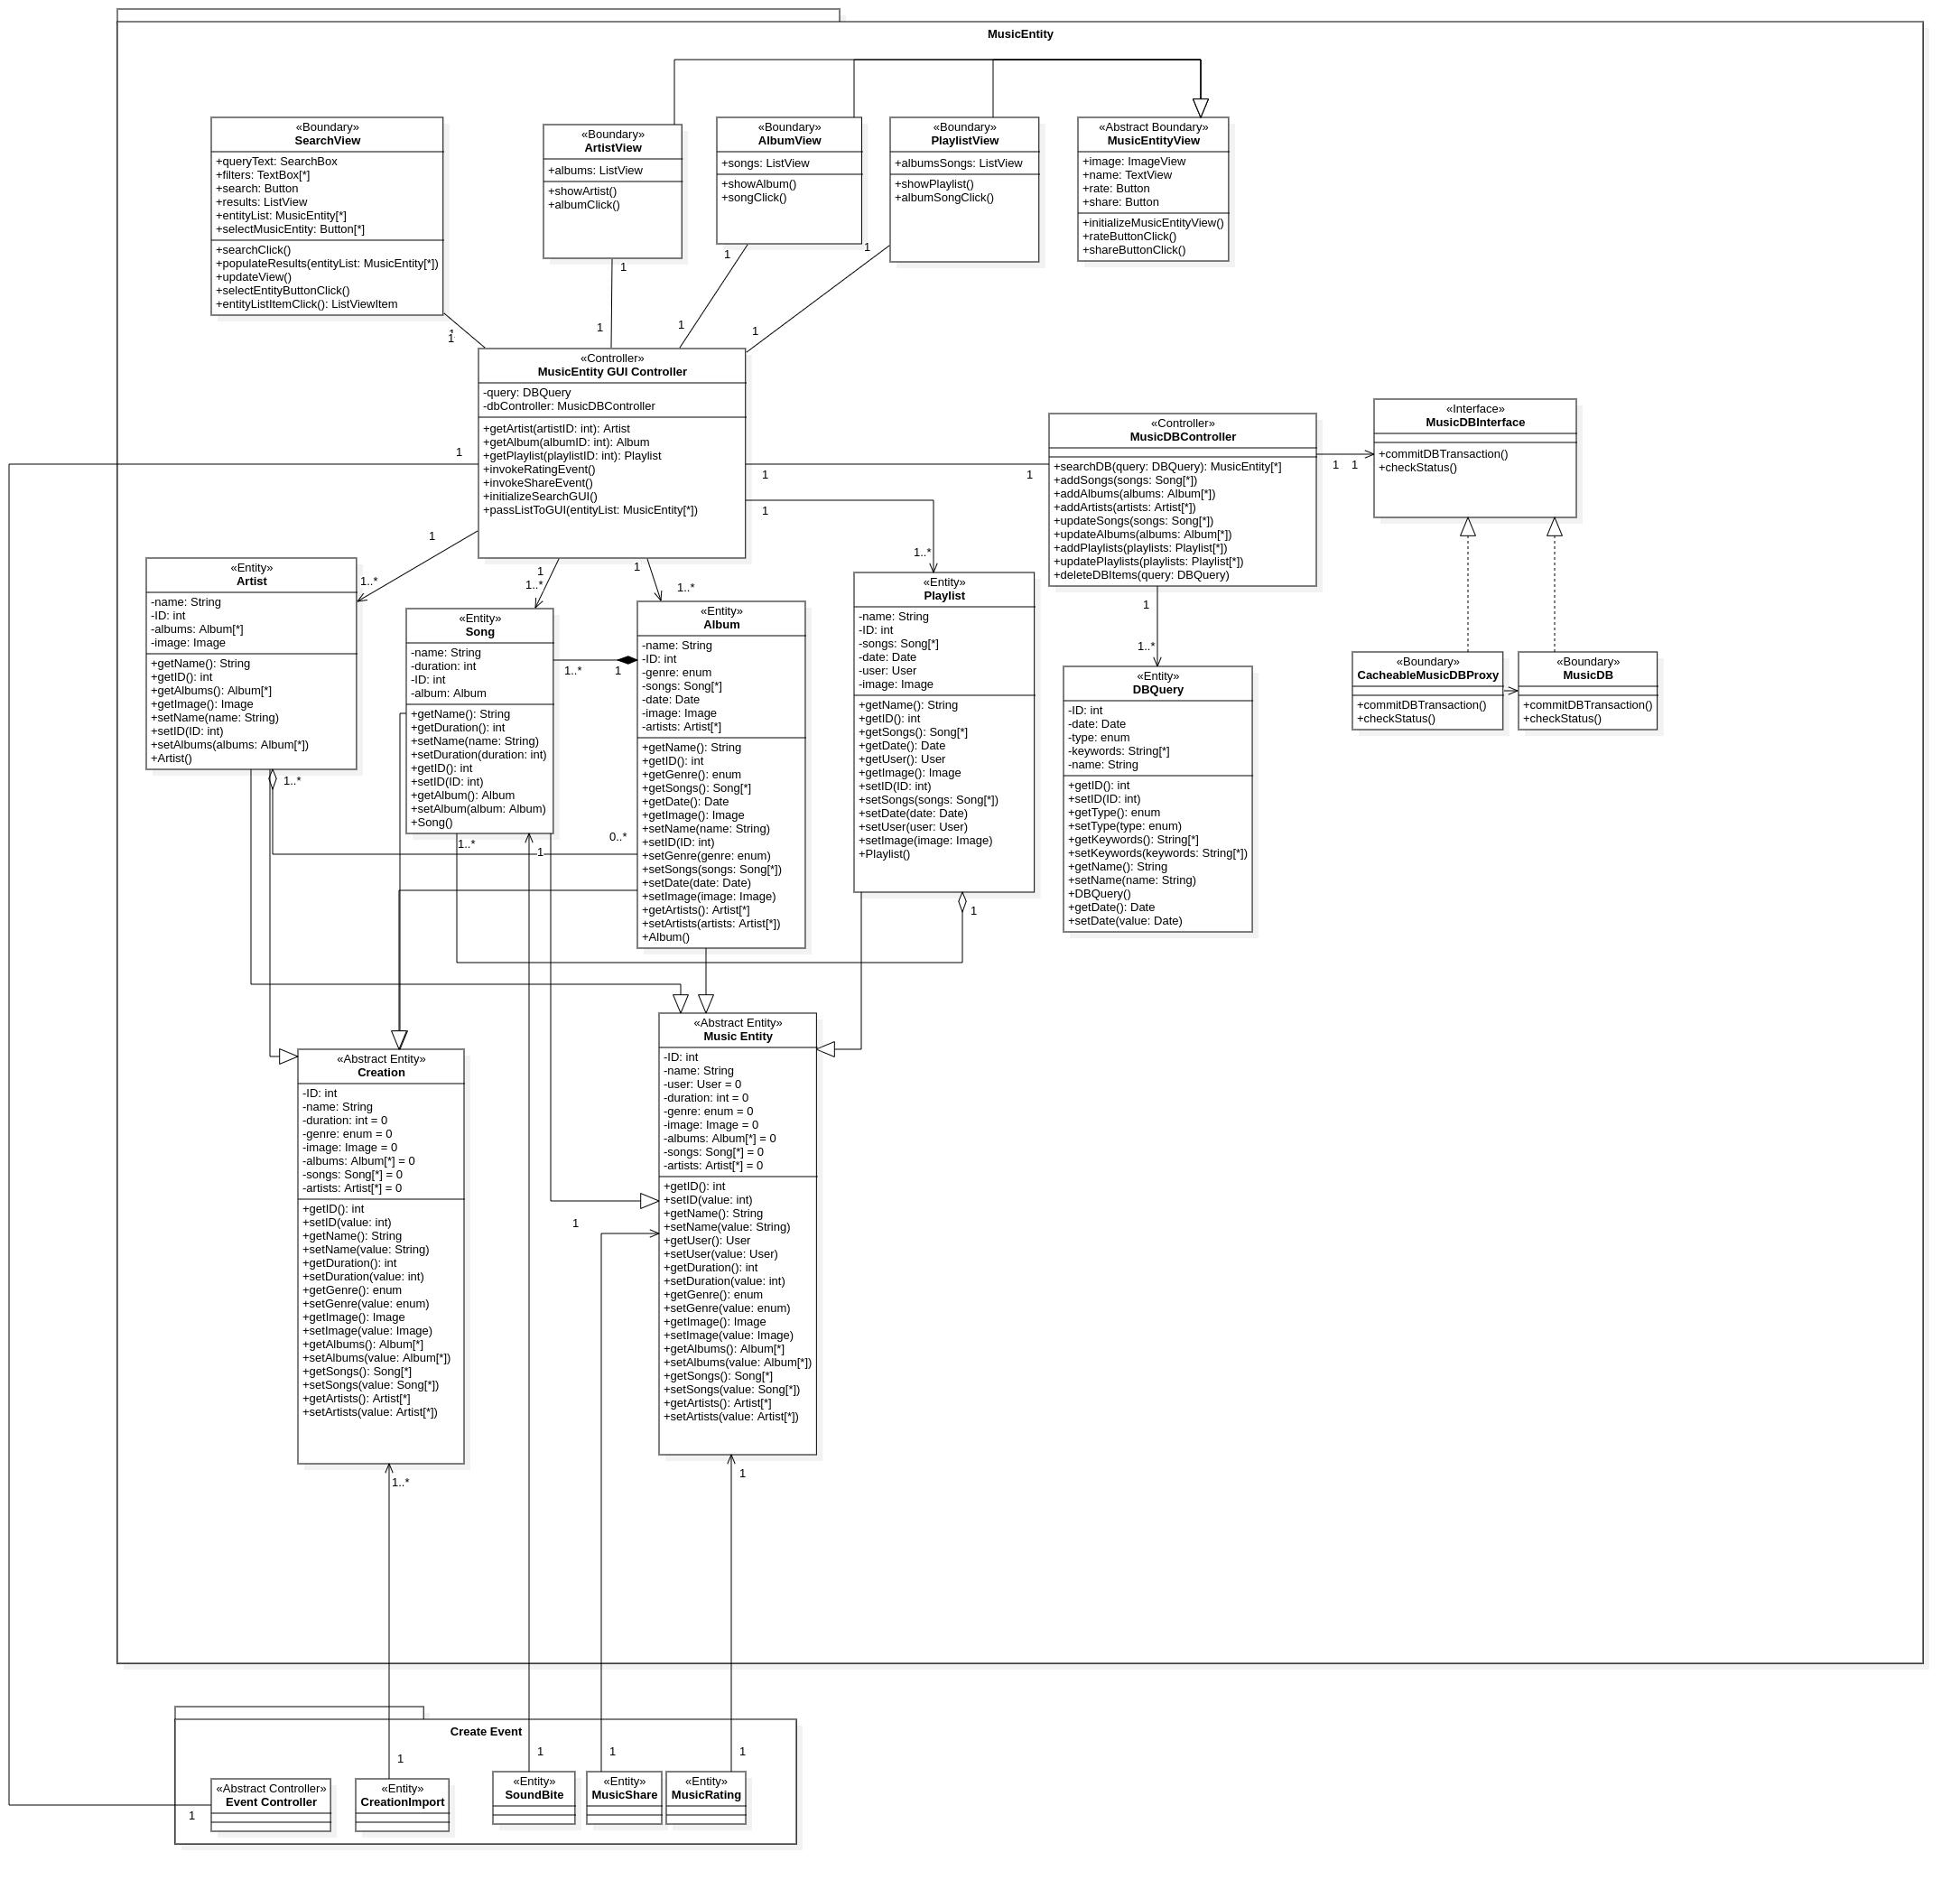 MusicEntity
«Boundary»
SearchView
+queryText: SearchBox
+filters: TextBox[*]
+search: Button
+results: ListView
+entityList: MusicEntity[*]
+selectMusicEntity: Button[*]
+searchClick()
+populateResults(entityList: MusicEntity[*])
+updateView()
+selectEntityButtonClick()
+entityListItemClick(): ListViewItem
«Boundary»
ArtistView
+albums: ListView
+showArtist()
+albumClick()
«Boundary»
AlbumView
+songs: ListView
+showAlbum()
+songClick()
«Boundary»
PlaylistView
+albumsSongs: ListView
+showPlaylist()
+albumSongClick()
«Abstract Boundary»
MusicEntityView
+image: ImageView
+name: TextView
+rate: Button
+share: Button
+initializeMusicEntityView()
+rateButtonClick()
+shareButtonClick()
1
1
1
1
1
1
1
1
«Controller»
MusicEntity GUI Controller
-query: DBQuery
-dbController: MusicDBController
+getArtist(artistID: int): Artist
+getAlbum(albumID: int): Album
+getPlaylist(playlistID: int): Playlist
+invokeRatingEvent()
+invokeShareEvent()
+initializeSearchGUI()
+passListToGUI(entityList: MusicEntity[*])
1
1
1
1
1..*
1
1..*
1
1..*
1
1..*
«Controller»
MusicDBController
+searchDB(query: DBQuery): MusicEntity[*]
+addSongs(songs: Song[*])
+addAlbums(albums: Album[*])
+addArtists(artists: Artist[*])
+updateSongs(songs: Song[*])
+updateAlbums(albums: Album[*])
+addPlaylists(playlists: Playlist[*])
+updatePlaylists(playlists: Playlist[*])
+deleteDBItems(query: DBQuery)
1
1
«Interface»
MusicDBInterface
+commitDBTransaction()
+checkStatus()
«Entity»
Artist
-name: String
-ID: int
-albums: Album[*]
-image: Image
+getName(): String
+getID(): int
+getAlbums(): Album[*]
+getImage(): Image
+setName(name: String)
+setID(ID: int)
+setAlbums(albums: Album[*])
+Artist()
1..*
«Entity»
Song
-name: String
-duration: int
-ID: int
-album: Album
+getName(): String
+getDuration(): int
+setName(name: String)
+setDuration(duration: int)
+getID(): int
+setID(ID: int)
+getAlbum(): Album
+setAlbum(album: Album)
+Song()
1..*
1
1..*
1
0..*
«Entity»
Album
-name: String
-ID: int
-genre: enum
-songs: Song[*]
-date: Date
-image: Image
-artists: Artist[*]
+getName(): String
+getID(): int
+getGenre(): enum
+getSongs(): Song[*]
+getDate(): Date
+getImage(): Image
+setName(name: String)
+setID(ID: int)
+setGenre(genre: enum)
+setSongs(songs: Song[*])
+setDate(date: Date)
+setImage(image: Image)
+getArtists(): Artist[*]
+setArtists(artists: Artist[*])
+Album()
«Entity»
Playlist
-name: String
-ID: int
-songs: Song[*]
-date: Date
-user: User
-image: Image
+getName(): String
+getID(): int
+getSongs(): Song[*]
+getDate(): Date
+getUser(): User
+getImage(): Image
+setID(ID: int)
+setSongs(songs: Song[*])
+setDate(date: Date)
+setUser(user: User)
+setImage(image: Image)
+Playlist()
1
1
1..*
«Entity»
DBQuery
-ID: int
-date: Date
-type: enum
-keywords: String[*]
-name: String
+getID(): int
+setID(ID: int)
+getType(): enum
+setType(type: enum)
+getKeywords(): String[*]
+setKeywords(keywords: String[*])
+getName(): String
+setName(name: String)
+DBQuery()
+getDate(): Date
+setDate(value: Date)
«Boundary»
CacheableMusicDBProxy
+commitDBTransaction()
+checkStatus()
«Boundary»
MusicDB
+commitDBTransaction()
+checkStatus()
«Abstract Entity»
Creation
-ID: int
-name: String
-duration: int = 0
-genre: enum = 0
-image: Image = 0
-albums: Album[*] = 0
-songs: Song[*] = 0
-artists: Artist[*] = 0
+getID(): int
+setID(value: int)
+getName(): String
+setName(value: String)
+getDuration(): int
+setDuration(value: int)
+getGenre(): enum
+setGenre(value: enum)
+getImage(): Image
+setImage(value: Image)
+getAlbums(): Album[*]
+setAlbums(value: Album[*])
+getSongs(): Song[*]
+setSongs(value: Song[*])
+getArtists(): Artist[*]
+setArtists(value: Artist[*])
1..*
«Abstract Entity»
Music Entity
-ID: int
-name: String
-user: User = 0
-duration: int = 0
-genre: enum = 0
-image: Image = 0
-albums: Album[*] = 0
-songs: Song[*] = 0
-artists: Artist[*] = 0
+getID(): int
+setID(value: int)
+getName(): String
+setName(value: String)
+getUser(): User
+setUser(value: User)
+getDuration(): int
+setDuration(value: int)
+getGenre(): enum
+setGenre(value: enum)
+getImage(): Image
+setImage(value: Image)
+getAlbums(): Album[*]
+setAlbums(value: Album[*])
+getSongs(): Song[*]
+setSongs(value: Song[*])
+getArtists(): Artist[*]
+setArtists(value: Artist[*])
1
1
Create Event
1
1
1
1
1
«Abstract Controller»
Event Controller
«Entity»
CreationImport
«Entity»
SoundBite
«Entity»
MusicShare
«Entity»
MusicRating